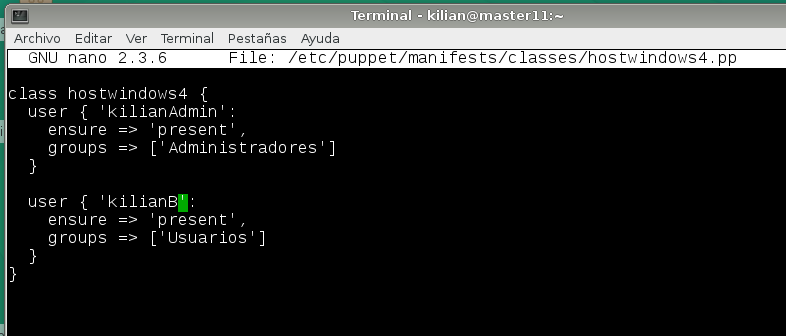 Terminal - kilian@master11:~
Archivo Editar Ver Terminal Pestañas Ayuda
GNU nano 2.3.6 File: /etc/puppet/manifests/classes/hostwindows4.pp
class hostwindows4 {
  user { 'kilianAdmin':
    ensure => 'present',
    groups => ['Administradores']
  }
  user { 'kilianB':
    ensure => 'present',
    groups => ['Usuarios']
  }
}